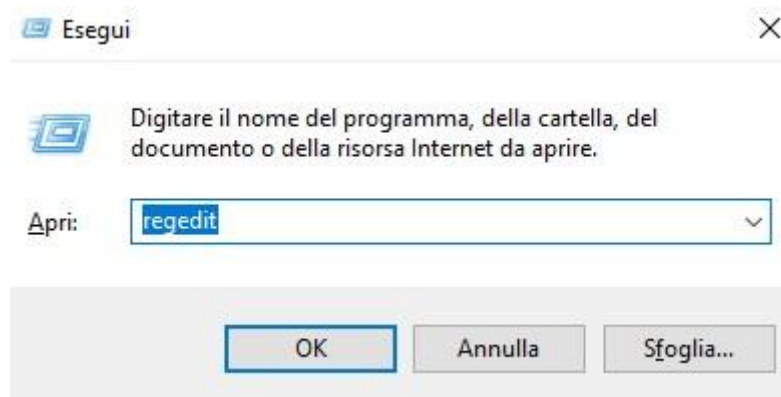 Esegui
Digitare il nome del programma, della cartella, del
documento o della risorsa Internet da aprire.
Apri: regedit
OK Annulla Sfoglia...